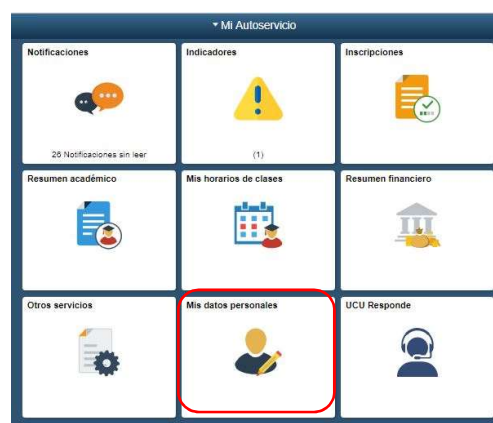 Mi Autoservicio
Notificaciones
Indicadores
Inscripciones
26 Notificaciones sin leer
(1)
Resumen académico
Mis horarios de clases
Resumen financiero
Otros servicios
Mis datos personales
UCU Responde